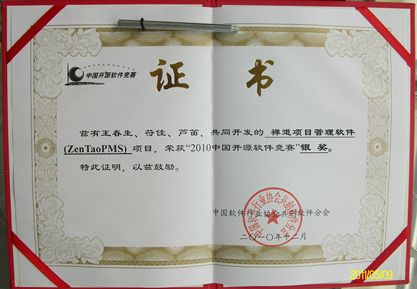 中国开源软件竞赛
证书
兹有王春生、符佳、芦苗，共同开发的 禅道项目管理软件
(ZenTaoPMS) 项目，荣获“2010中国开源软件竞赛”银 奖。
特此证明，以兹鼓励。
中国软件行业协会共创软件分会
二〇一〇年十二月
2011/05/09